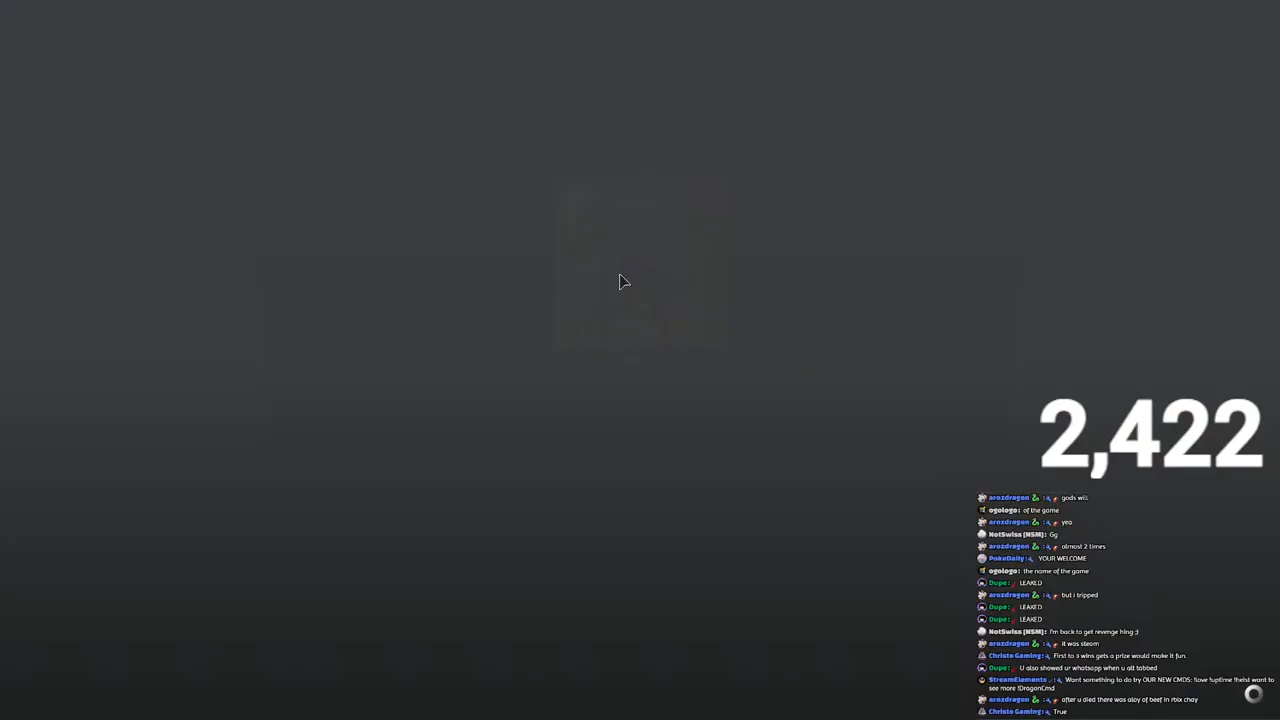 2,422
arozdragon : gods will
ogologo: of the game
arozdragon : yea
NotSwiss [NSM]: Gg
arozdragon : almost 2 times
PokeDaily: YOUR WELCOME
ogologo: the name of the game
Dupe: LEAKED
arozdragon : but i tripped
Dupe: LEAKED
Dupe: LEAKED
NotSwiss [NSM]: I'm back to get revenge hing ;)
arozdragon : it was steam
Christo Gaming: First to 3 wins gets a prize would make it fun.
Dupe: U also showed ur whatsapp when u alt tabbed
StreamElements : Want something to do try OUR NEW CMDS: !love !uptime !heist want to
see more !DragonCmd
arozdragon : after u died there was aloy of beef in rblx chay
Christo Gaming: True